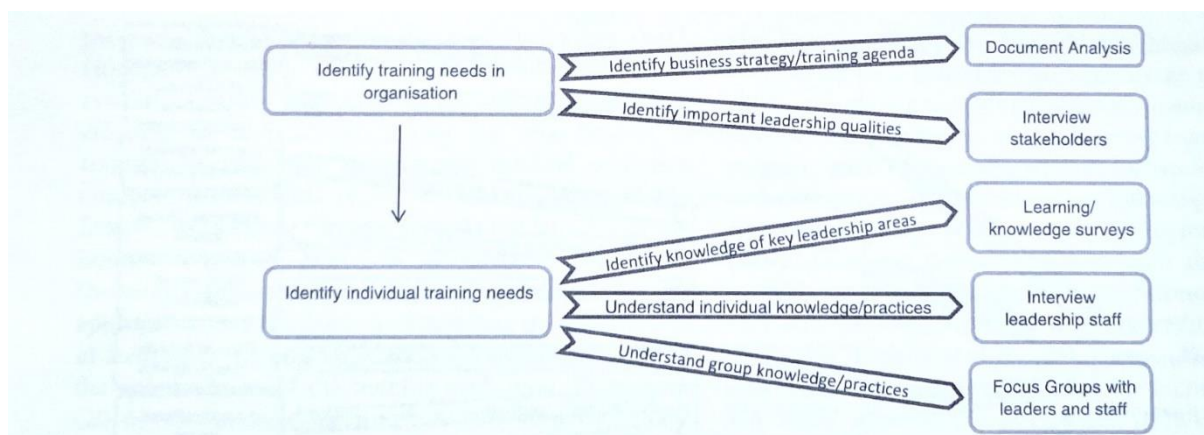 Identify training needs in
organisation
Identify business strategy/training agenda
Document Analysis
Identify important leadership qualities
Interview
stakeholders
Identify individual training needs
Identify knowledge of key leadership areas
Learning/
knowledge surveys
Understand individual knowledge/practices
Interview
leadership staff
Understand group knowledge/practices
Focus Groups with
leaders and staff